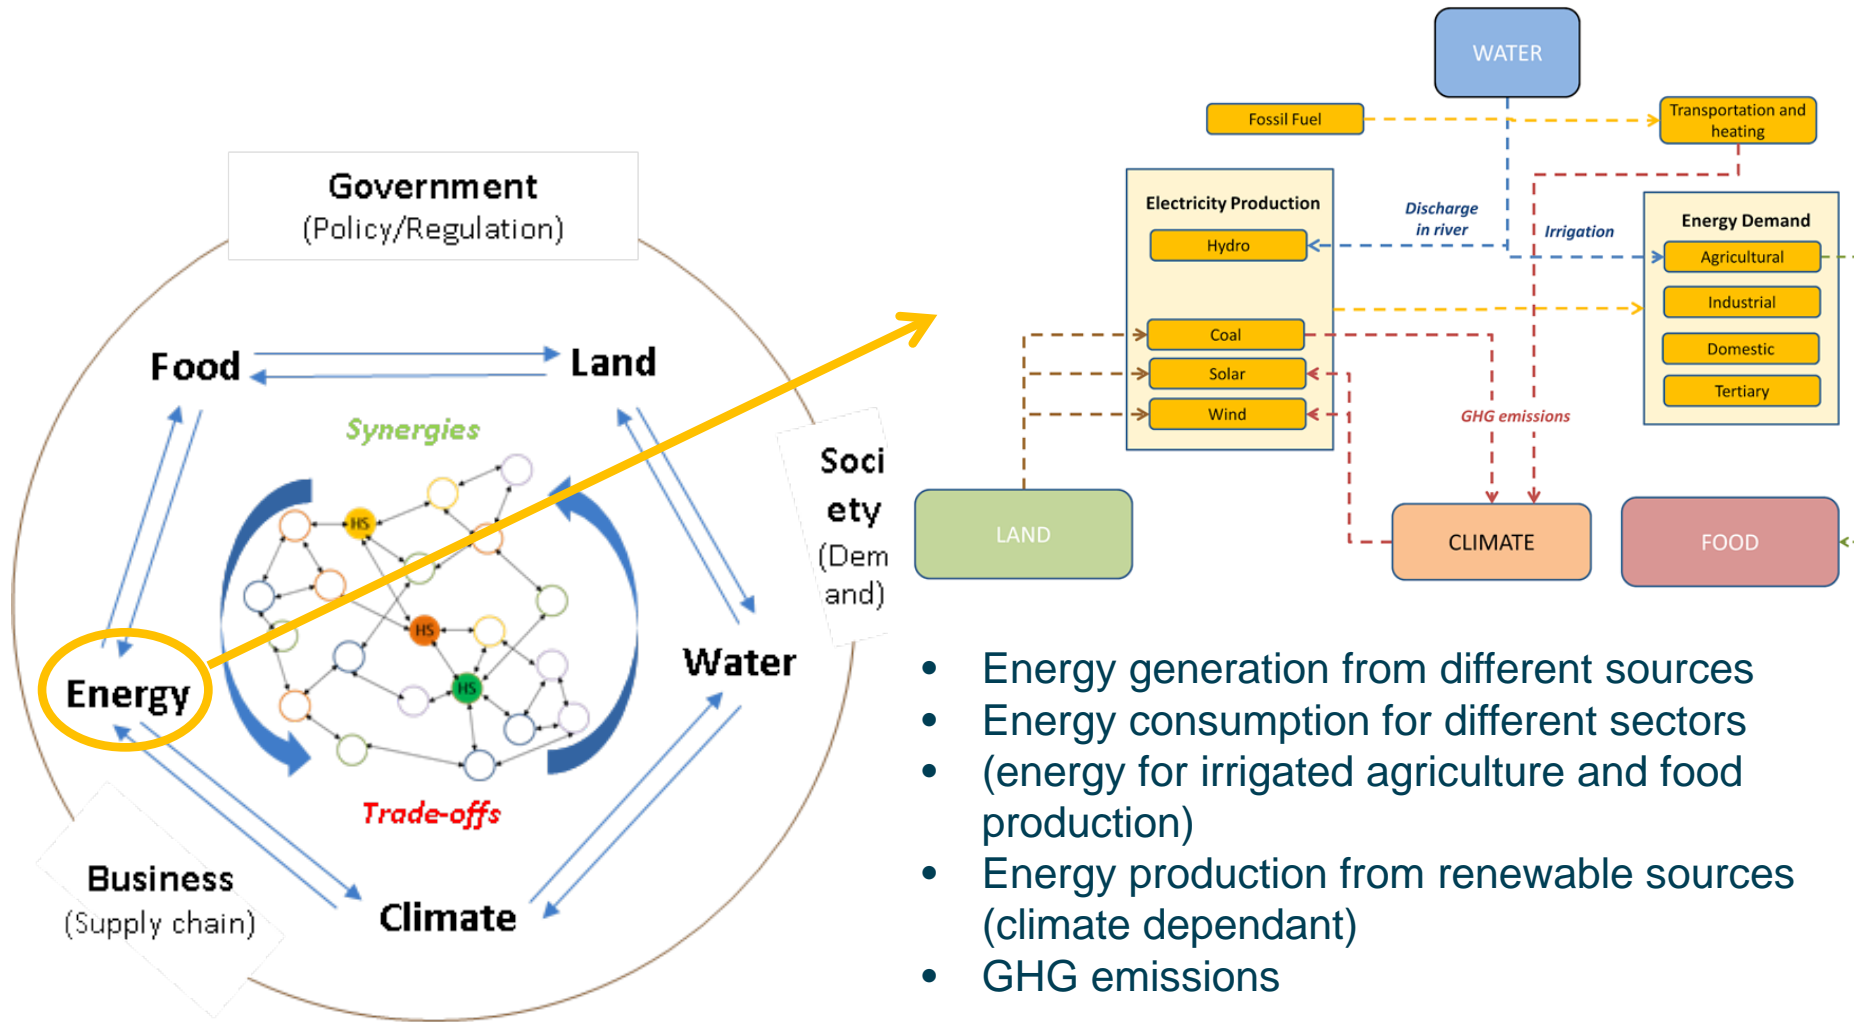 Government
(Policy/Regulation)
Food
Land
Synergies
Soci
ety
(Dem
and)
HS
HS
HS
Energy
Water
Trade-offs
Business
(Supply chain)
Climate
WATER
Fossil Fuel
Transportation and
heating
Electricity Production
Discharge
in river
Irrigation
Energy Demand
Hydro
Agricultural
Industrial
Coal
Domestic
Solar
Tertiary
Wind
GHG emissions
LAND
CLIMATE
FOOD
• Energy generation from different sources
• Energy consumption for different sectors
• (energy for irrigated agriculture and food
production)
• Energy production from renewable sources
(climate dependant)
• GHG emissions